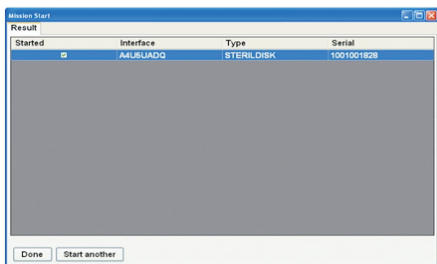 Mission Start
Result
Started Interface Type Serial
A4U5UADQ STERILDISK 1001001828
Done Start another